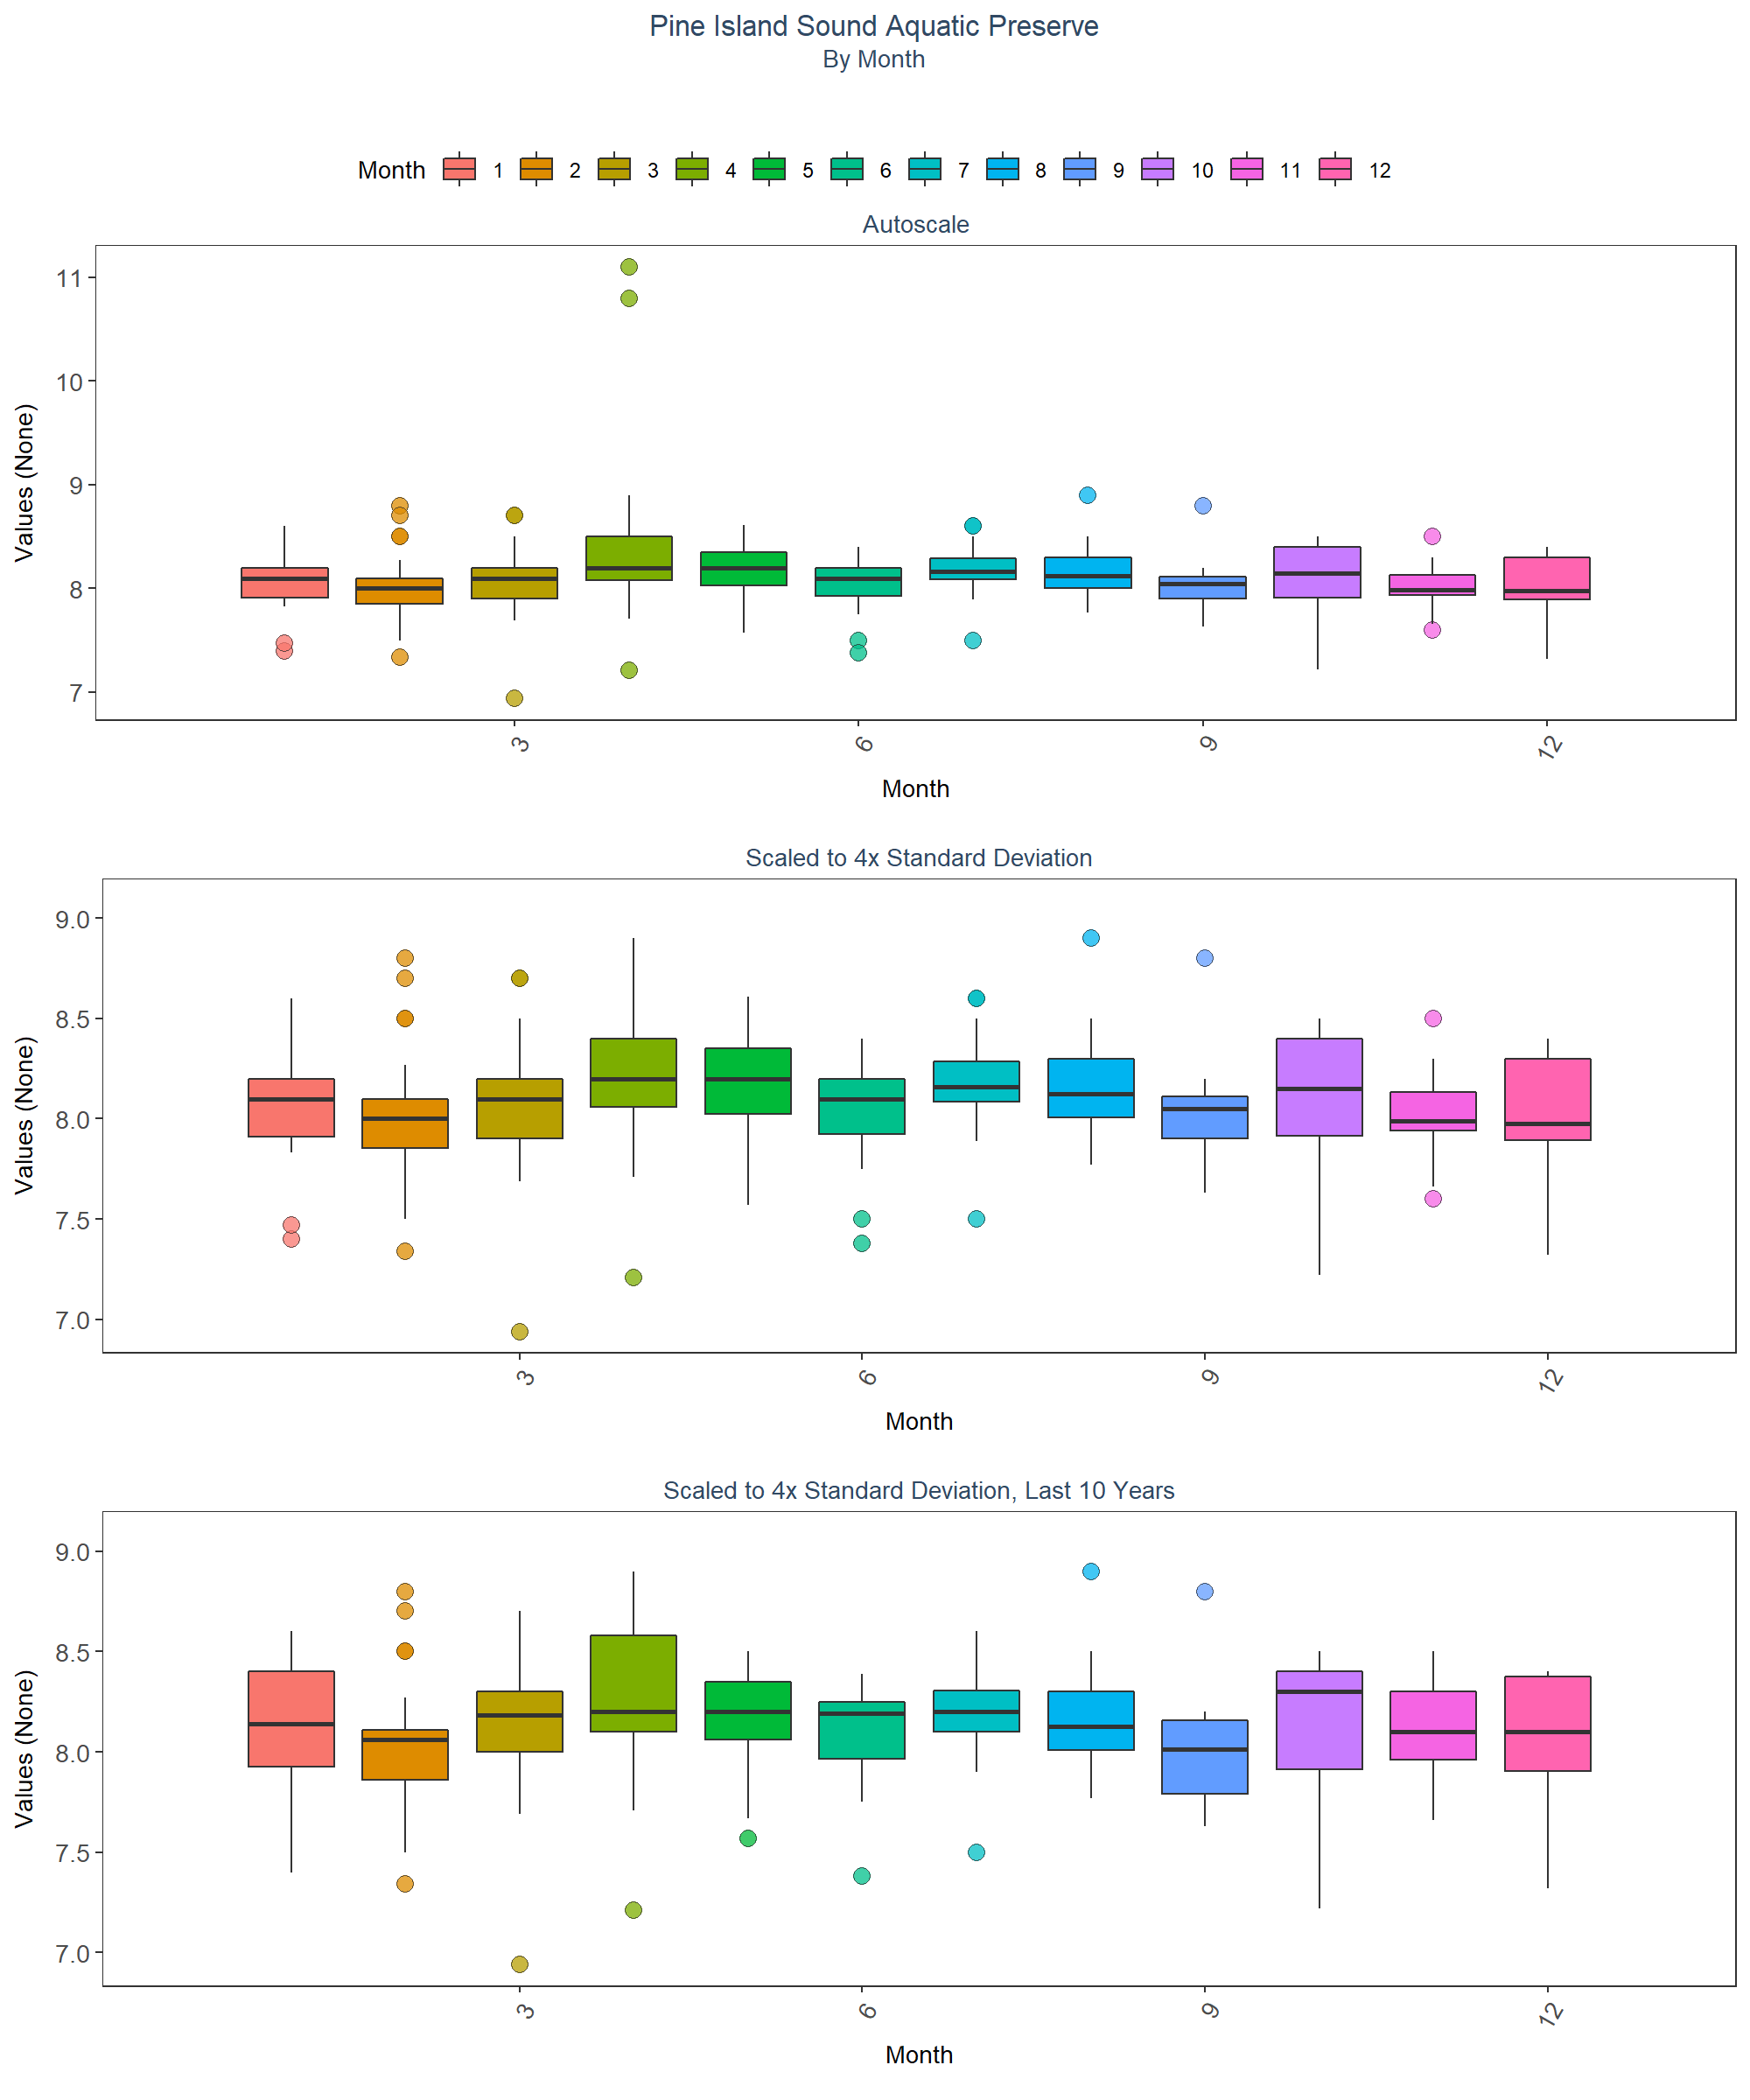 Pine Island Sound Aquatic Preserve
By Month
Month 1 2 3 4 5 6 7 8 9 10 11 12
Autoscale
Values (None)
11
10
9
8
7
3 6 9 12
Month
Scaled to 4x Standard Deviation
Values (None)
9.0
8.5
8.0
7.5
7.0
3 6 9 12
Month
Scaled to 4x Standard Deviation, Last 10 Years
Values (None)
9.0
8.5
8.0
7.5
7.0
3 6 9 12
Month